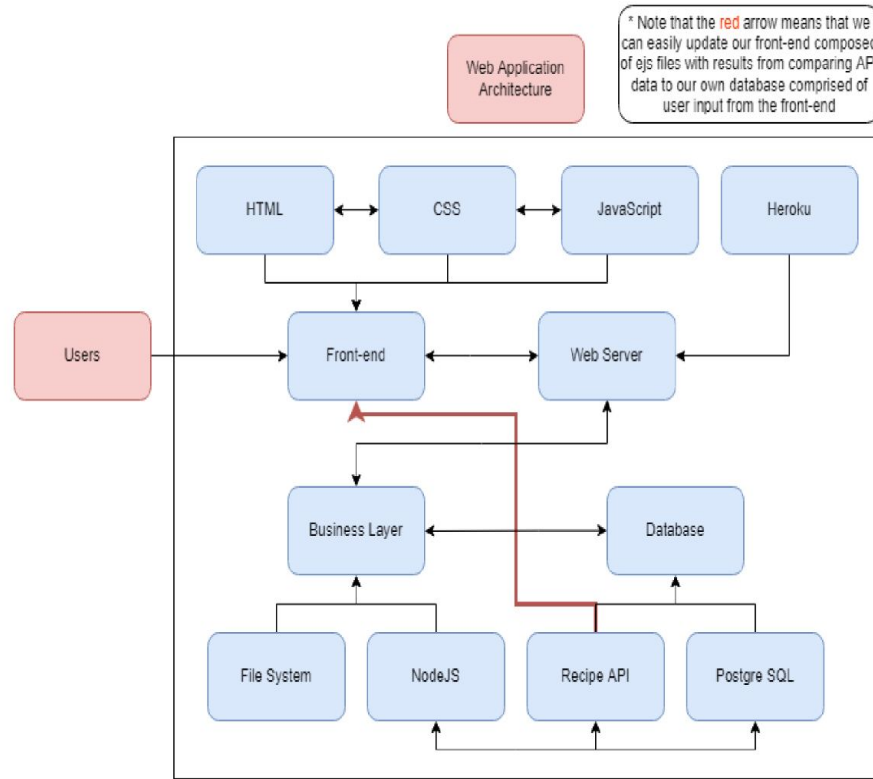 Web Application
Architecture
* Note that the red arrow means that we
can easily update our front-end composed
of ejs files with results from comparing AP
data to our own database comprised of
user input from the front-end
HTML
CSS
JavaScript
Heroku
Users
Front-end
Web Server
Business Layer
Database
File System
NodeJS
Recipe API
Postgre SQL